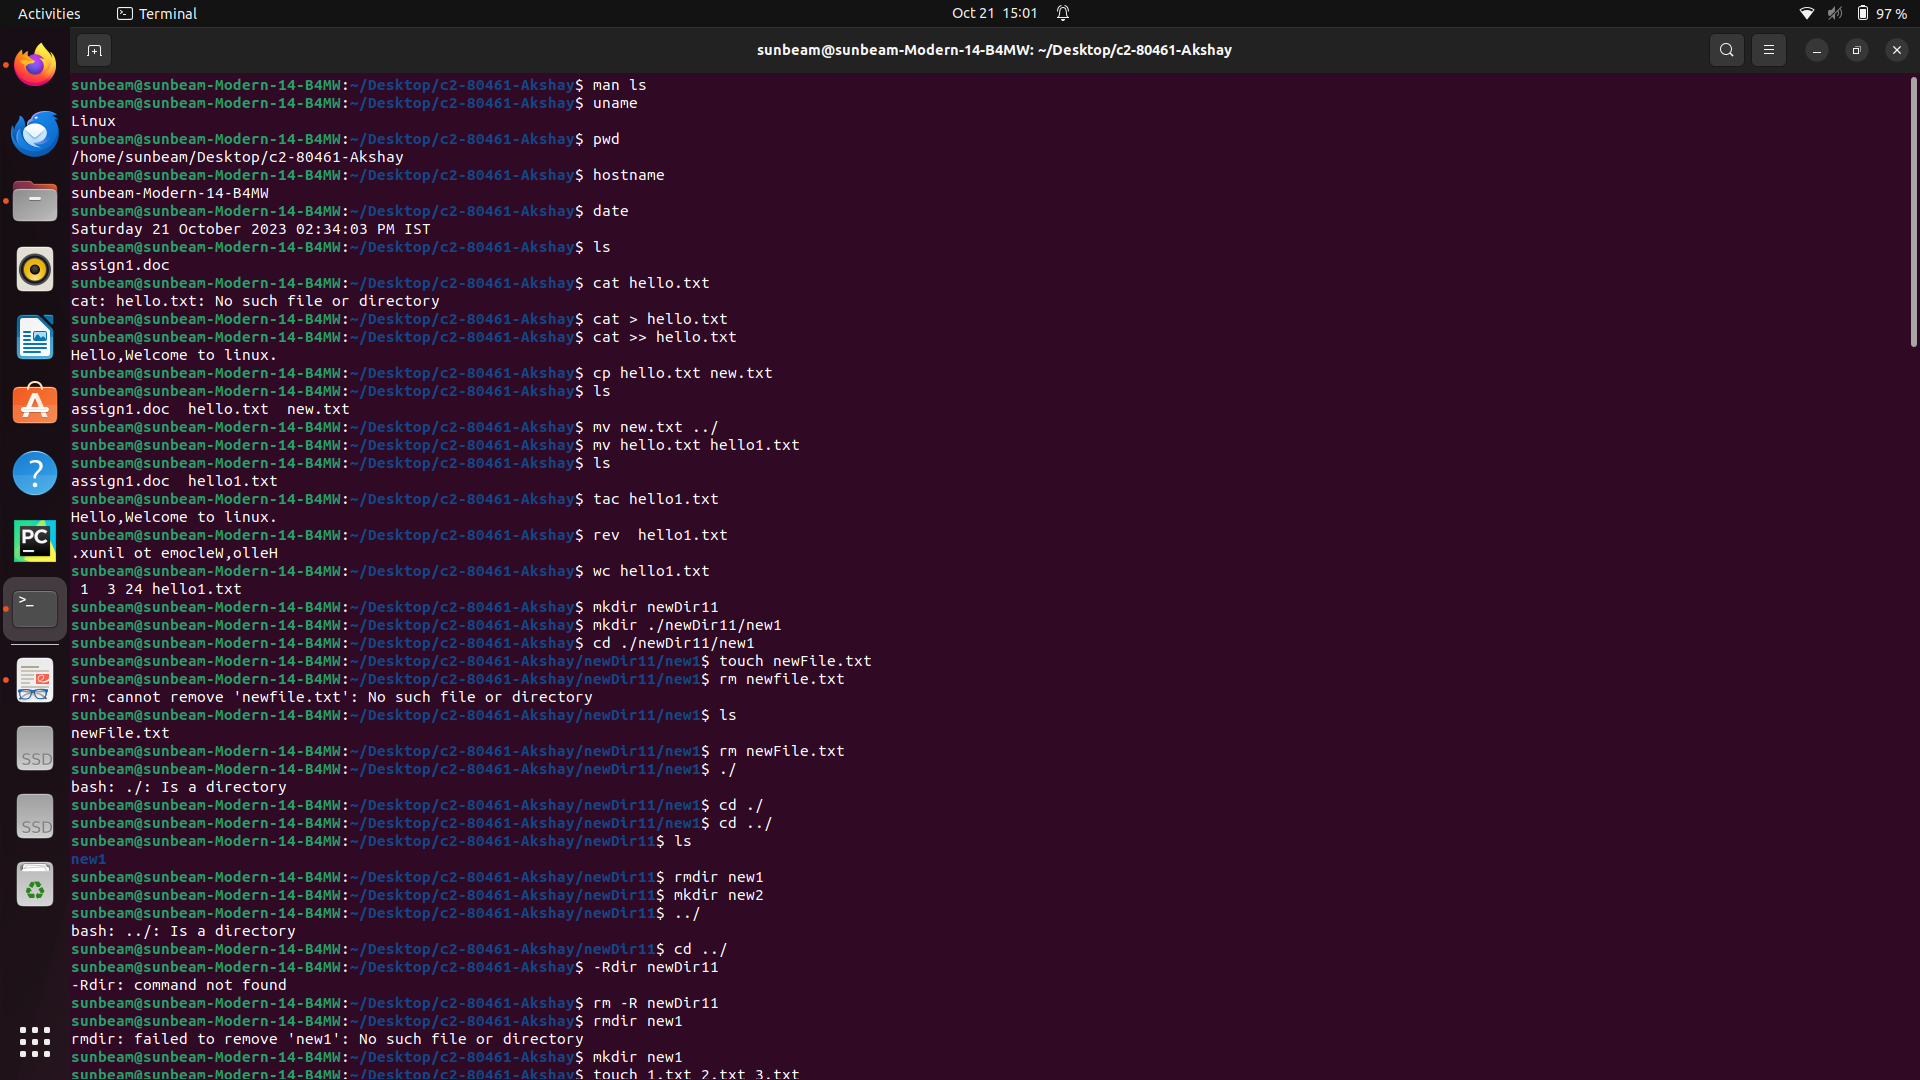 Activities
Terminal
Oct 21 15:01
97 %
sunbeam@sunbeam-Modern-14-B4MW: ~/Desktop/c2-80461-Akshay
sunbeam@sunbeam-Modern-14-B4MW:~/Desktop/c2-80461-Akshay$ man ls
sunbeam@sunbeam-Modern-14-B4MW:~/Desktop/c2-80461-Akshay$ uname
Linux
sunbeam@sunbeam-Modern-14-B4MW:~/Desktop/c2-80461-Akshay$ pwd
/home/sunbeam/Desktop/c2-80461-Akshay
sunbeam@sunbeam-Modern-14-B4MW:~/Desktop/c2-80461-Akshay$ hostname
sunbeam-Modern-14-B4MW
sunbeam@sunbeam-Modern-14-B4MW:~/Desktop/c2-80461-Akshay$ date
Saturday 21 October 2023 02:34:03 PM IST
sunbeam@sunbeam-Modern-14-B4MW:~/Desktop/c2-80461-Akshay$ ls
assign1.doc
sunbeam@sunbeam-Modern-14-B4MW:~/Desktop/c2-80461-Akshay$ cat hello.txt
cat: hello.txt: No such file or directory
sunbeam@sunbeam-Modern-14-B4MW:~/Desktop/c2-80461-Akshay$ cat > hello.txt
sunbeam@sunbeam-Modern-14-B4MW:~/Desktop/c2-80461-Akshay$ cat >> hello.txt
Hello,Welcome to linux.
sunbeam@sunbeam-Modern-14-B4MW:~/Desktop/c2-80461-Akshay$ cp hello.txt new.txt
sunbeam@sunbeam-Modern-14-B4MW:~/Desktop/c2-80461-Akshay$ ls
assign1.doc  hello.txt  new.txt
sunbeam@sunbeam-Modern-14-B4MW:~/Desktop/c2-80461-Akshay$ mv new.txt ../
sunbeam@sunbeam-Modern-14-B4MW:~/Desktop/c2-80461-Akshay$ mv hello.txt hello1.txt
sunbeam@sunbeam-Modern-14-B4MW:~/Desktop/c2-80461-Akshay$ ls
assign1.doc  hello1.txt
sunbeam@sunbeam-Modern-14-B4MW:~/Desktop/c2-80461-Akshay$ tac hello1.txt
Hello,Welcome to linux.
sunbeam@sunbeam-Modern-14-B4MW:~/Desktop/c2-80461-Akshay$ rev  hello1.txt
.xunil ot emocleW,olleH
sunbeam@sunbeam-Modern-14-B4MW:~/Desktop/c2-80461-Akshay$ wc hello1.txt
 1  3 24 hello1.txt
sunbeam@sunbeam-Modern-14-B4MW:~/Desktop/c2-80461-Akshay$ mkdir newDir11
sunbeam@sunbeam-Modern-14-B4MW:~/Desktop/c2-80461-Akshay$ mkdir ./newDir11/new1
sunbeam@sunbeam-Modern-14-B4MW:~/Desktop/c2-80461-Akshay$ cd ./newDir11/new1
sunbeam@sunbeam-Modern-14-B4MW:~/Desktop/c2-80461-Akshay/newDir11/new1$ touch newFile.txt
sunbeam@sunbeam-Modern-14-B4MW:~/Desktop/c2-80461-Akshay/newDir11/new1$ rm newfile.txt
rm: cannot remove 'newfile.txt': No such file or directory
sunbeam@sunbeam-Modern-14-B4MW:~/Desktop/c2-80461-Akshay/newDir11/new1$ ls
newFile.txt
sunbeam@sunbeam-Modern-14-B4MW:~/Desktop/c2-80461-Akshay/newDir11/new1$ rm newFile.txt
sunbeam@sunbeam-Modern-14-B4MW:~/Desktop/c2-80461-Akshay/newDir11/new1$ ./
bash: ./: Is a directory
sunbeam@sunbeam-Modern-14-B4MW:~/Desktop/c2-80461-Akshay/newDir11/new1$ cd ./
sunbeam@sunbeam-Modern-14-B4MW:~/Desktop/c2-80461-Akshay/newDir11/new1$ cd ../
sunbeam@sunbeam-Modern-14-B4MW:~/Desktop/c2-80461-Akshay/newDir11$ ls
new1
sunbeam@sunbeam-Modern-14-B4MW:~/Desktop/c2-80461-Akshay/newDir11$ rmdir new1
sunbeam@sunbeam-Modern-14-B4MW:~/Desktop/c2-80461-Akshay/newDir11$ mkdir new2
sunbeam@sunbeam-Modern-14-B4MW:~/Desktop/c2-80461-Akshay/newDir11$ ../
bash: ../: Is a directory
sunbeam@sunbeam-Modern-14-B4MW:~/Desktop/c2-80461-Akshay/newDir11$ cd ../
sunbeam@sunbeam-Modern-14-B4MW:~/Desktop/c2-80461-Akshay$ -Rdir newDir11
-Rdir: command not found
sunbeam@sunbeam-Modern-14-B4MW:~/Desktop/c2-80461-Akshay$ rm -R newDir11
sunbeam@sunbeam-Modern-14-B4MW:~/Desktop/c2-80461-Akshay$ rmdir new1
rmdir: failed to remove 'new1': No such file or directory
sunbeam@sunbeam-Modern-14-B4MW:~/Desktop/c2-80461-Akshay$ mkdir new1
sunbeam@sunbeam-Modern-14-B4MW:~/Desktop/c2-80461-Akshay$ touch 1.txt 2.txt 3.txt
PC
SSD
SSD